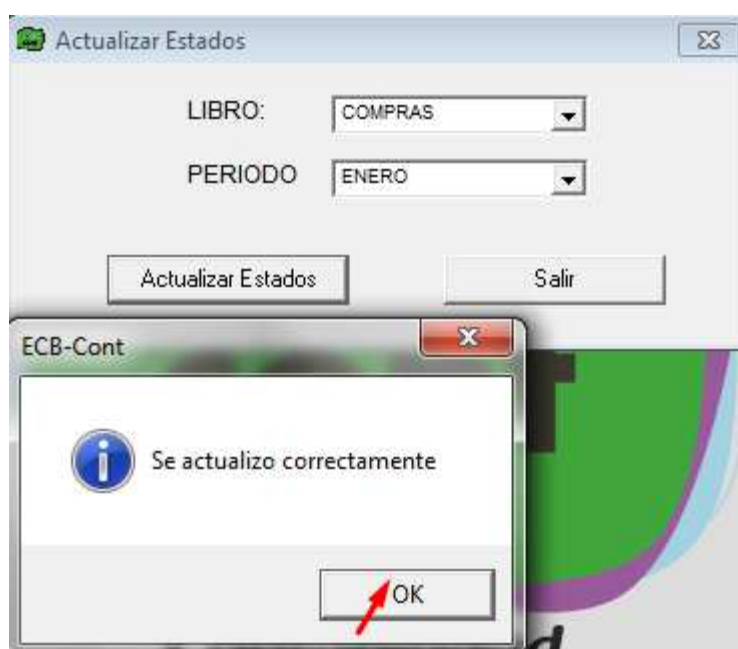 Actualizar Estados
LIBRO: COMPRAS
PERIODO ENERO
Actualizar Estados Salir
ECB-Cont
Se actualizo correctamente
OK